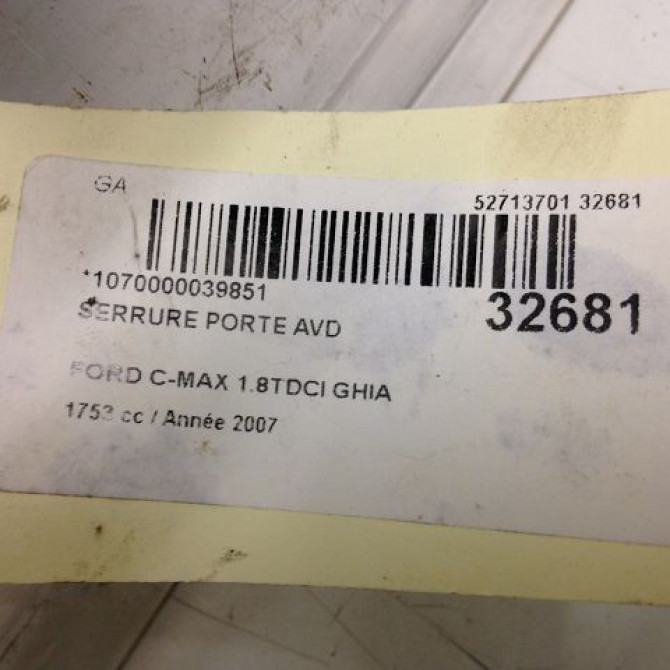 GA
52713701 32681
*1070000039851
32681
SERRURE PORTE AVD
FORD C-MAX 1.8TDCI GHIA
1753 cc / Année 2007